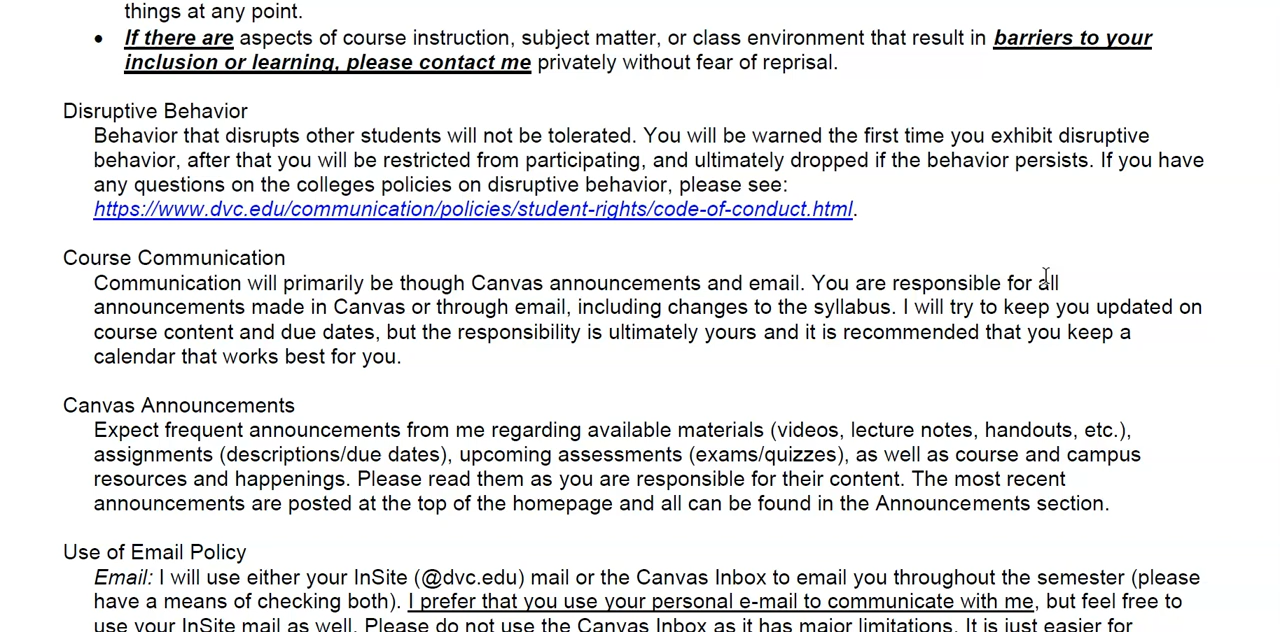 things at any point.
• If there are aspects of course instruction, subject matter, or class environment that result in barriers to your
inclusion or learning, please contact me privately without fear of reprisal.
Disruptive Behavior
Behavior that disrupts other students will not be tolerated. You will be warned the first time you exhibit disruptive
behavior, after that you will be restricted from participating, and ultimately dropped if the behavior persists. If you have
any questions on the colleges policies on disruptive behavior, please see:
https://www.dvc.edu/communication/policies/student-rights/code-of-conduct.html.
Course Communication
Communication will primarily be though Canvas announcements and email. You are responsible for all
announcements made in Canvas or through email, including changes to the syllabus. I will try to keep you updated on
course content and due dates, but the responsibility is ultimately yours and it is recommended that you keep a
calendar that works best for you.
Canvas Announcements
Expect frequent announcements from me regarding available materials (videos, lecture notes, handouts, etc.),
assignments (descriptions/due dates), upcoming assessments (exams/quizzes), as well as course and campus
resources and happenings. Please read them as you are responsible for their content. The most recent
announcements are posted at the top of the homepage and all can be found in the Announcements section.
Use of Email Policy
Email: I will use either your InSite (@dvc.edu) mail or the Canvas Inbox to email you throughout the semester (please
have a means of checking both). I prefer that you use your personal e-mail to communicate with me, but feel free to
use your InSite mail as well. Please do not use the Canvas Inbox as it has major limitations. It is just easier for